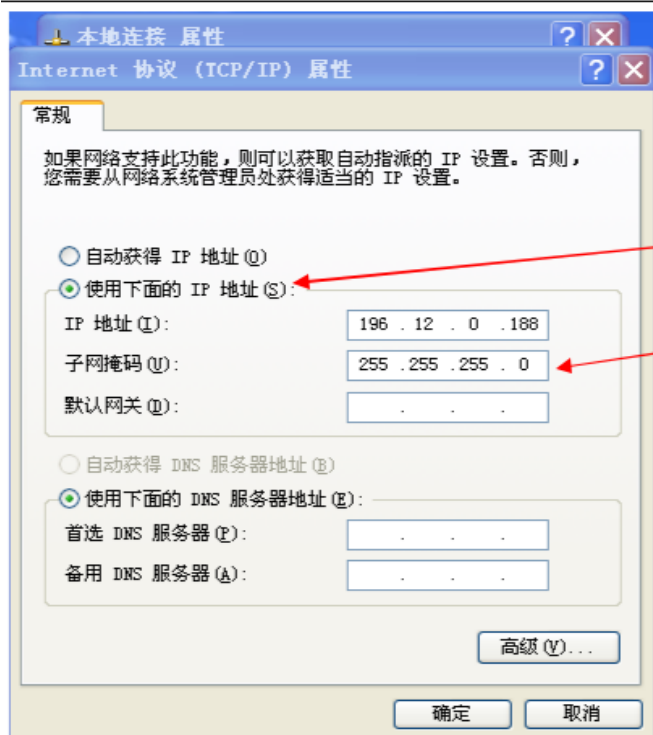 本地连接 属性
Internet 协议 (TCP/IP) 属性
常规
如果网络支持此功能，则可以获取自动指派的 IP 设置。否则，
您需要从网络系统管理员处获得适当的 IP 设置。
自动获得 IP 地址(O)
使用下面的 IP 地址(S):
IP 地址(I): 196 . 12 . 0 .188
子网掩码(U): 255 .255 .255 . 0
默认网关(D): . . .
自动获得 DNS 服务器地址(B)
使用下面的 DNS 服务器地址(E):
首选 DNS 服务器(P): . . .
备用 DNS 服务器(A): . . .
高级(V)...
确定 取消